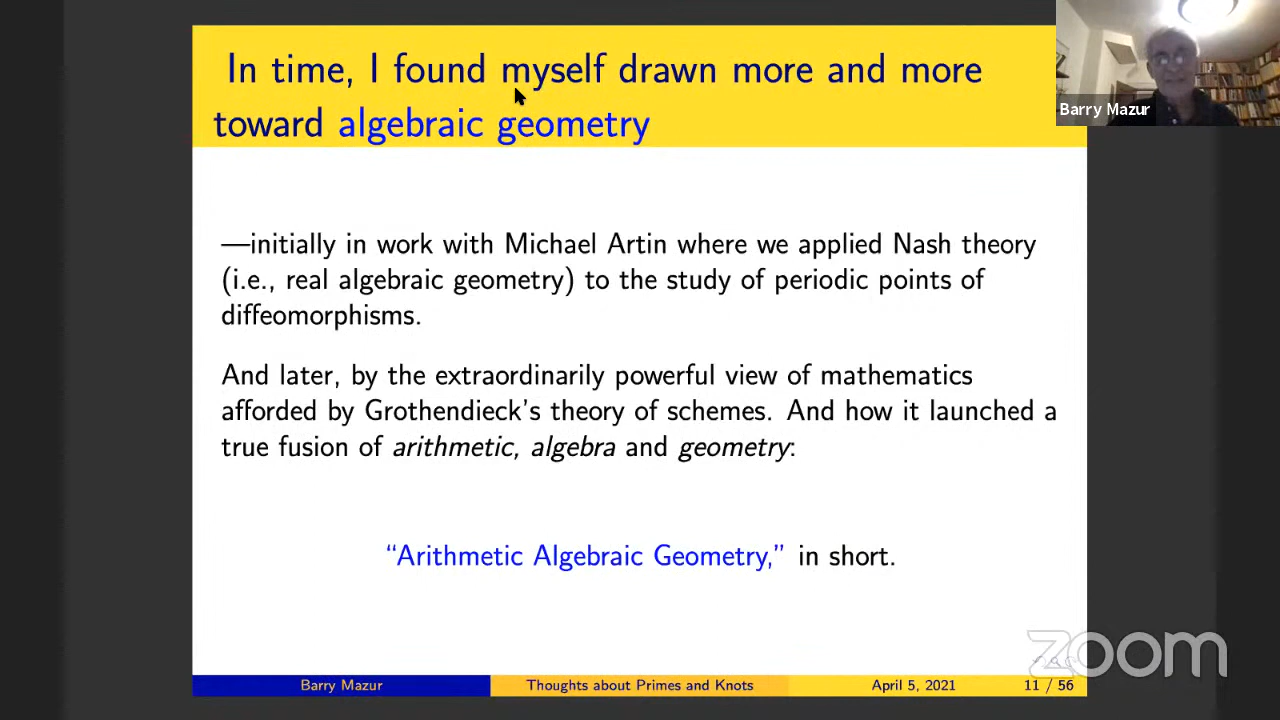 In time, I found myself drawn more and more
toward algebraic geometry
Barry Mazur
—initially in work with Michael Artin where we applied Nash theory
(i.e., real algebraic geometry) to the study of periodic points of
diffeomorphisms.
And later, by the extraordinarily powerful view of mathematics
afforded by Grothendieck's theory of schemes. And how it launched a
true fusion of arithmetic, algebra and geometry:
“Arithmetic Algebraic Geometry,” in short.
zoom
Barry Mazur Thoughts about Primes and Knots April 5, 2021 11 / 56